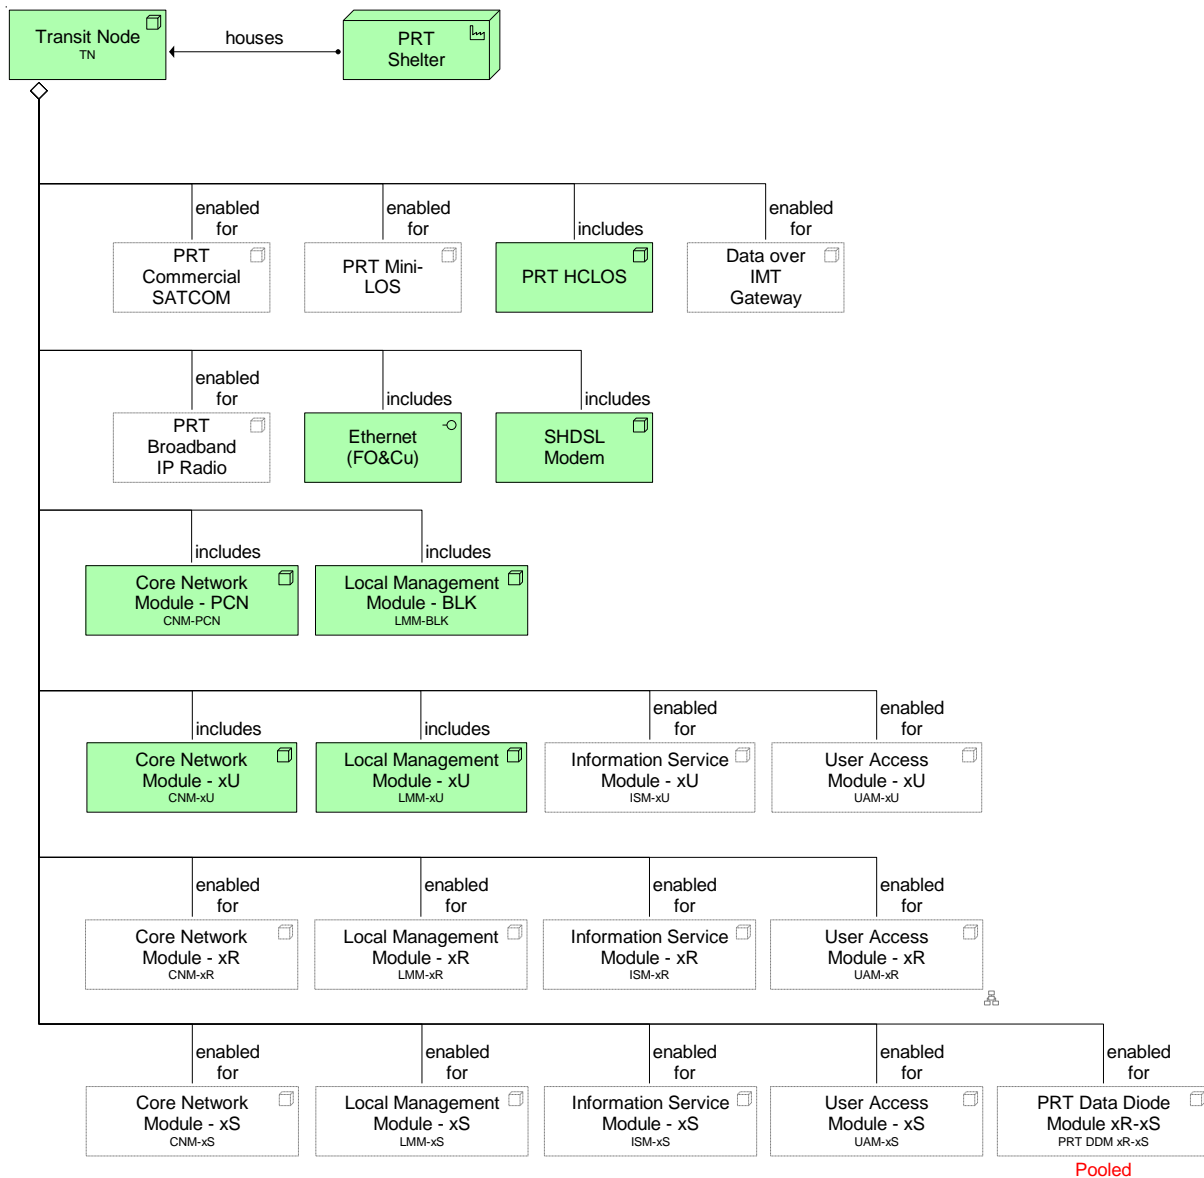 Transit Node
TN
houses
PRT
Shelter
enabled
for
enabled
for
includes
enabled
for
PRT
Commercial
SATCOM
PRT Mini-
LOS
PRT HCLOS
Data over
IMT
Gateway
enabled
for
includes
includes
PRT
Broadband
IP Radio
Ethernet
(FO&Cu)
SHDSL
Modem
includes
includes
Core Network
Module - PCN
CNM-PCN
Local Management
Module - BLK
LMM-BLK
includes
includes
enabled
for
enabled
for
Core Network
Module - xU
CNM-xU
Local Management
Module - xU
LMM-xU
Information Service
Module - xU
ISM-xU
User Access
Module - xU
UAM-xU
enabled
for
enabled
for
enabled
for
enabled
for
Core Network
Module - xR
CNM-xR
Local Management
Module - xR
LMM-xR
Information Service
Module - xR
ISM-xR
User Access
Module - xR
UAM-xR
enabled
for
enabled
for
enabled
for
enabled
for
enabled
for
Core Network
Module - xS
CNM-xS
Local Management
Module - xS
LMM-xS
Information Service
Module - xS
ISM-xS
User Access
Module - xS
UAM-xS
PRT Data Diode
Module xR-xS
PRT DDM xR-xS
Pooled